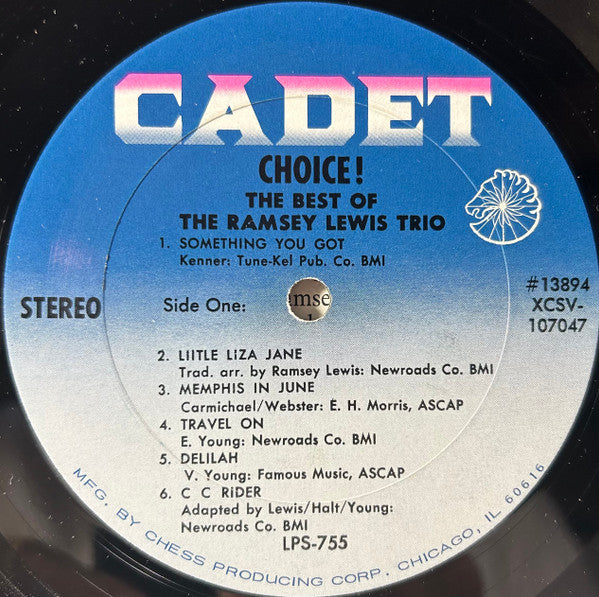 CADET
CHOICE!
THE BEST OF
THE RAMSEY LEWIS TRIO
1. SOMETHING YOU GOT
Kenner: Tune-Kel Pub. Co. BMI
STEREO
Side One:
mse
#13894
XCSV-
107047
2. LIITLE LIZA JANE
Trad. arr. by Ramsey Lewis: Newroads Co. BMI
3. MEMPHIS IN JUNE
Carmichael/Webster: E. H. Morris, ASCAP
4. TRAVEL ON
E. Young: Newroads Co. BMI
5. DELILAH
V. Young: Famous Music, ASCAP
6. C C RIDER
Adapted by Lewis/Halt/Young:
Newroads Co. BMI
LPS-755
MFG. BY CHESS PRODUCING CORP. CHICAGO, IL 60616